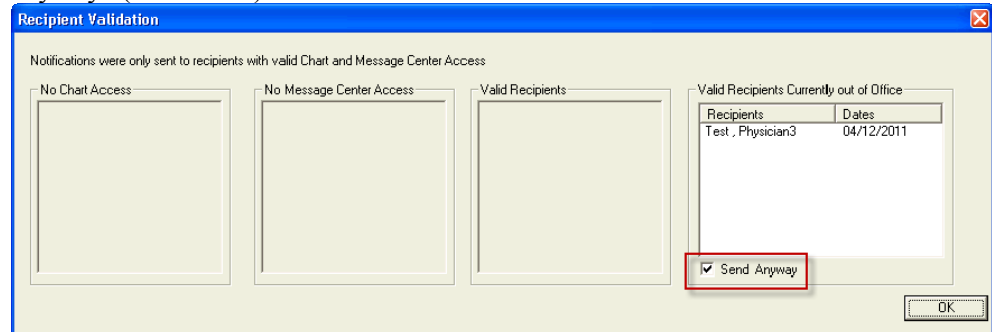 Recipient Validation
Notifications were only sent to recipients with valid Chart and Message Center Access
No Chart Access
No Message Center Access
Valid Recipients
Valid Recipients Currently out of Office
Recipients Dates
Test , Physician3 04/12/2011
Send Anyway
OK